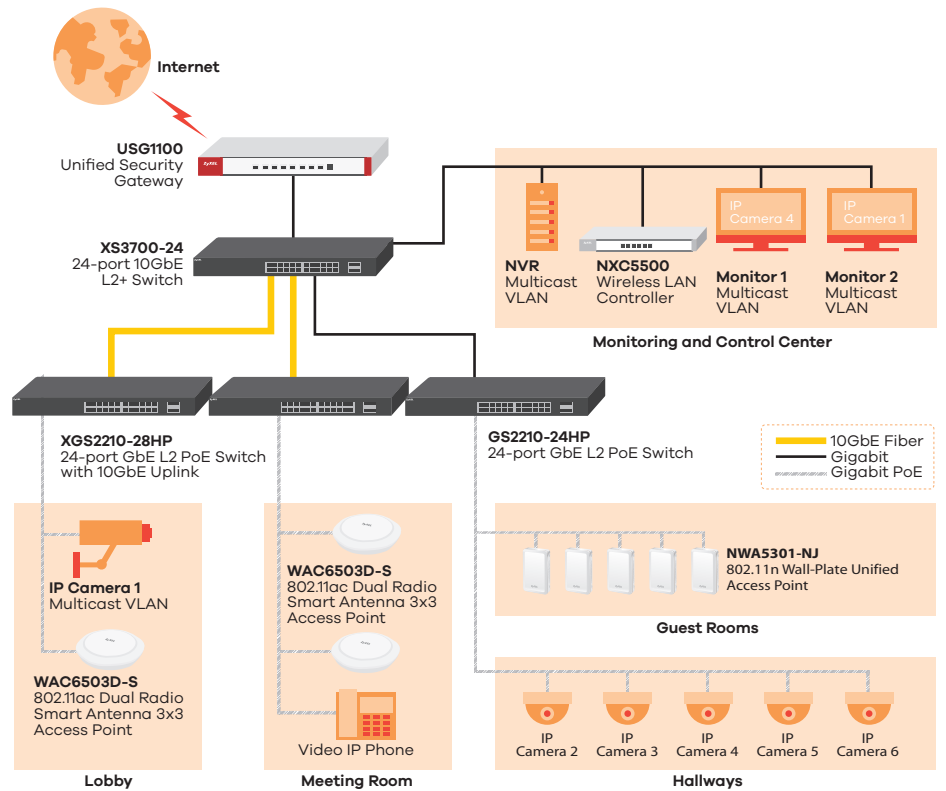 Internet
USG1100
Unified Security
Gateway
ZyXEL
XS3700-24
24-port 10GbE
L2+ Switch
NVR
Multicast
VLAN
NXC5500
Wireless LAN
Controller
IP
Camera 4
Monitor 1
Multicast
VLAN
IP
Camera 1
Monitor 2
Multicast
VLAN
Monitoring and Control Center
XGS2210-28HP
24-port GbE L2 PoE Switch
with 10GbE Uplink
GS2210-24HP
24-port GbE L2 PoE Switch
10GbE Fiber
Gigabit
Gigabit PoE
IP Camera 1
Multicast VLAN
WAC6503D-S
802.11ac Dual Radio
Smart Antenna 3x3
Access Point
Lobby
WAC6503D-S
802.11ac Dual Radio
Smart Antenna 3x3
Access Point
Video IP Phone
Meeting Room
NWA5301-NJ
802.11n Wall-Plate Unified
Access Point
Guest Rooms
IP
Camera 2
IP
Camera 3
IP
Camera 4
IP
Camera 5
IP
Camera 6
Hallways